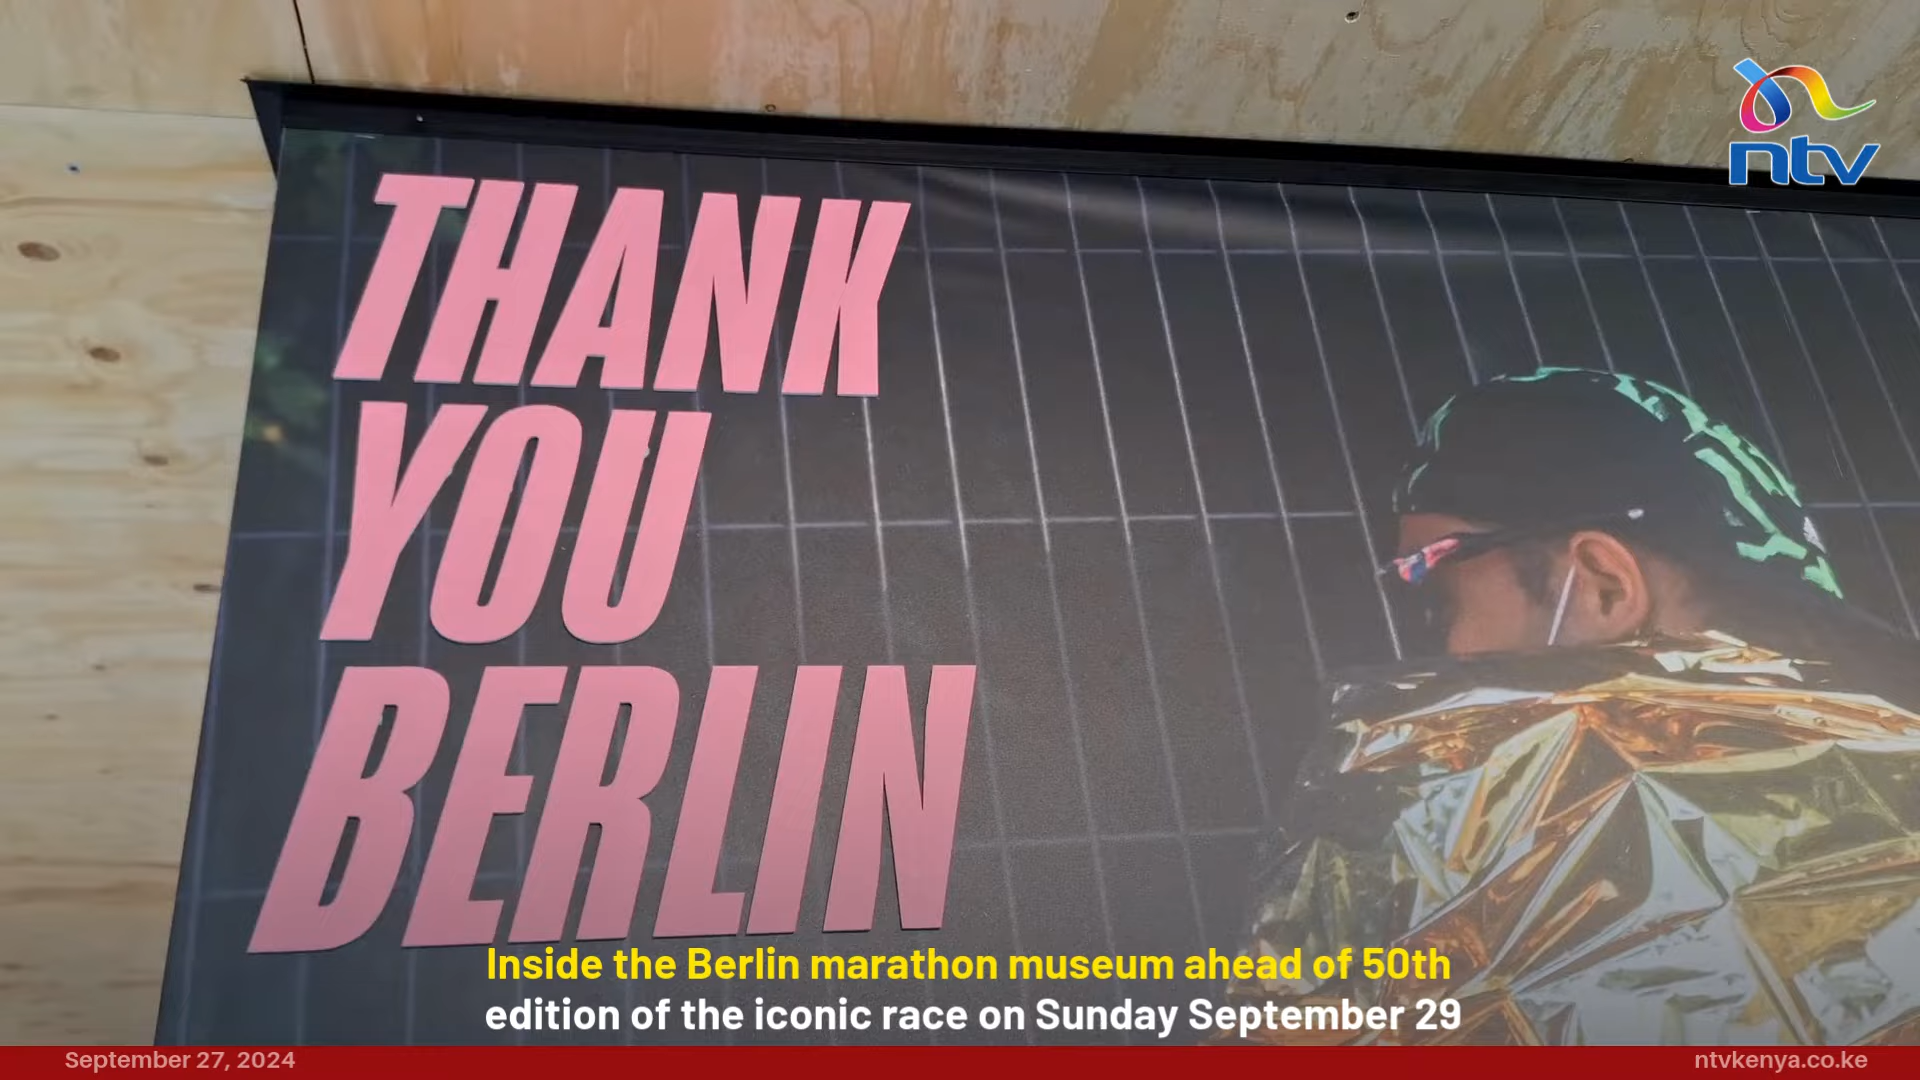 ntv
THANK
YOU
BERLIN
Inside the Berlin marathon museum ahead of 50th
edition of the iconic race on Sunday September 29
September 27, 2024
ntvkenya.co.ke